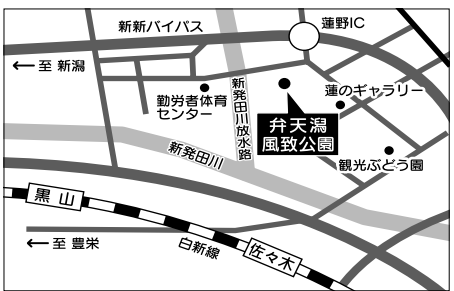 新新バイパス
蓮野IC
← 至 新潟
勤労者体育
センター
新発田川放水路
蓮のギャラリー
弁天潟
風致公園
新発田川
観光ぶどう園
黒山
← 至 豊栄
白新線
佐々木